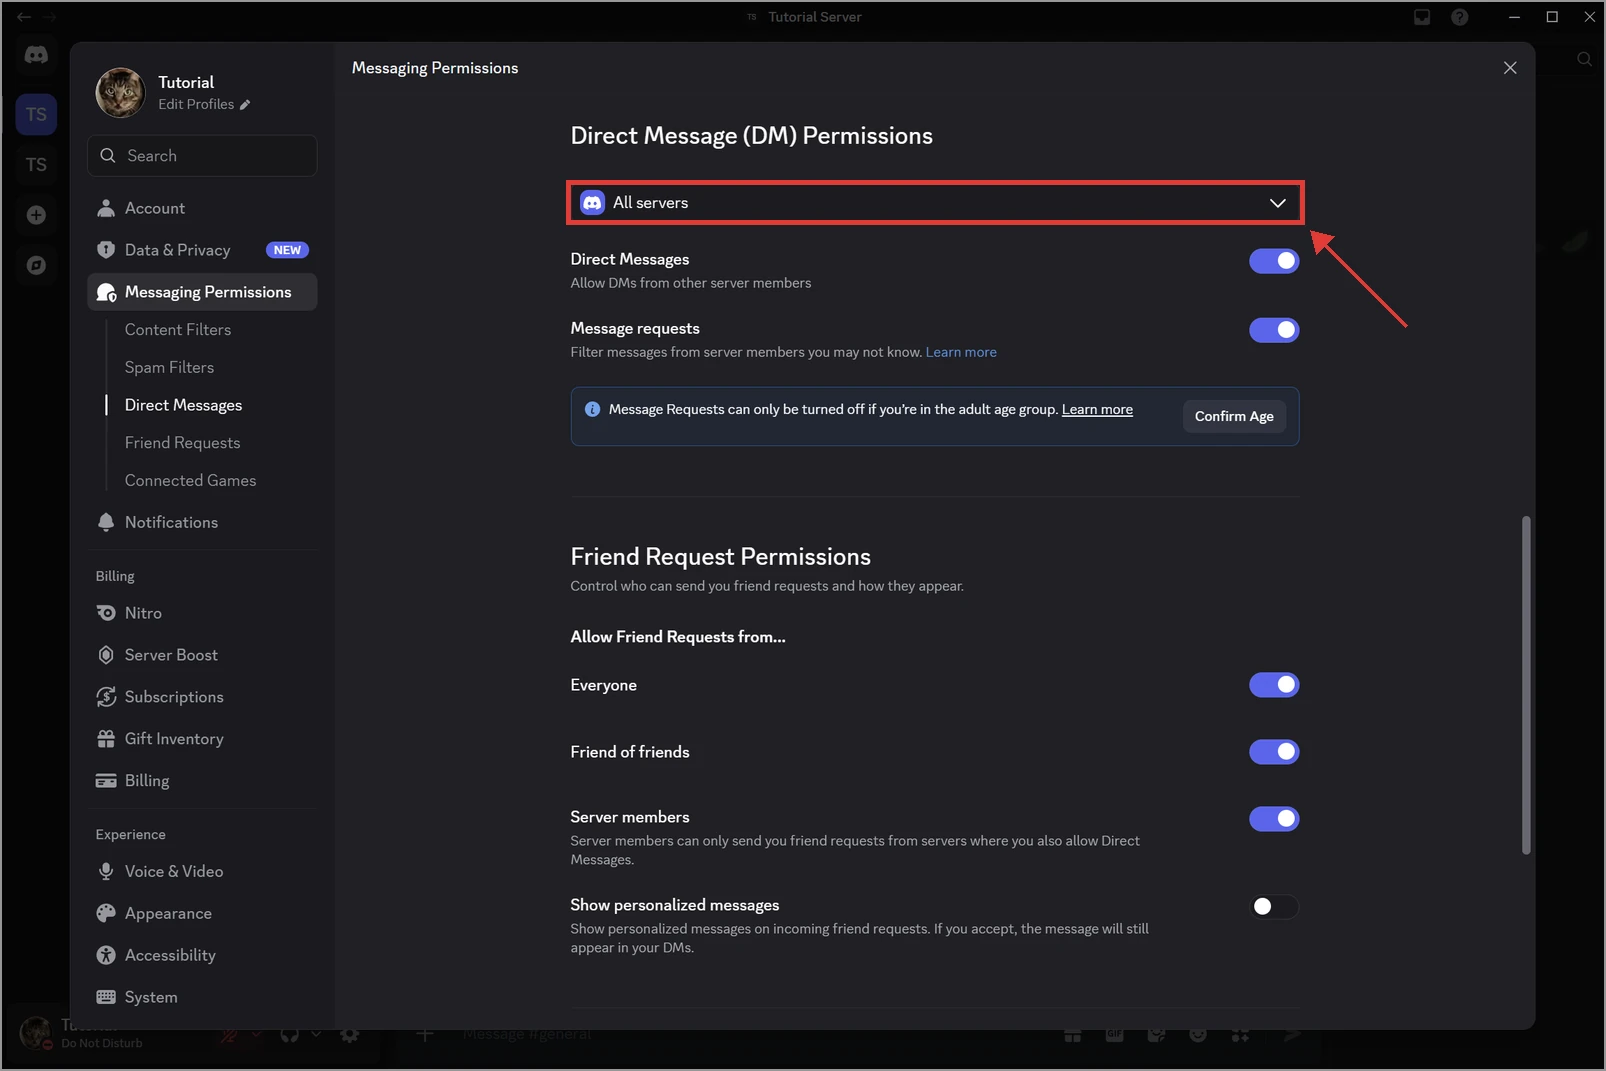 TS Tutorial Server
TS
TS
Tutorial
Edit Profiles
Search
Account
Data & Privacy NEW
Messaging Permissions
Content Filters
Spam Filters
Direct Messages
Friend Requests
Connected Games
Notifications
Billing
Nitro
Server Boost
Subscriptions
Gift Inventory
Billing
Experience
Voice & Video
Appearance
Accessibility
System
Messaging Permissions
Direct Message (DM) Permissions
All servers
Direct Messages
Allow DMs from other server members
Message requests
Filter messages from server members you may not know. Learn more
Message Requests can only be turned off if you're in the adult age group. Learn more
Confirm Age
Friend Request Permissions
Control who can send you friend requests and how they appear.
Allow Friend Requests from...
Everyone
Friend of friends
Server members
Server members can only send you friend requests from servers where you also allow Direct
Messages.
Show personalized messages
Show personalized messages on incoming friend requests. If you accept, the message will still
appear in your DMs.
Tutorial
Do Not Disturb
Message #general
GIF